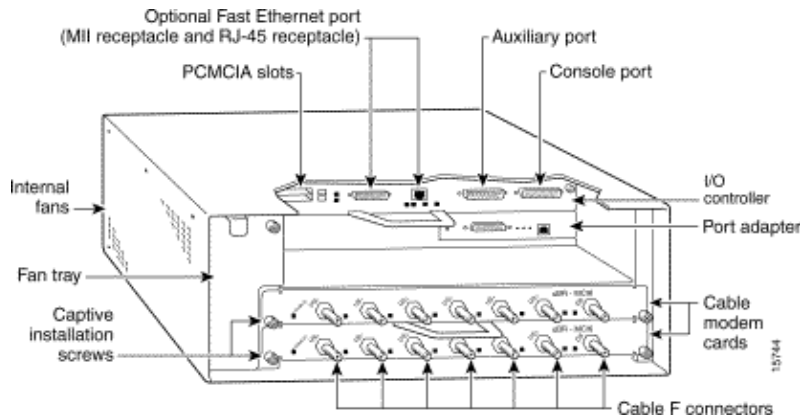 Optional Fast Ethernet port
(MII receptacle and RJ-45 receptacle)
Auxiliary port
PCMCIA slots
Console port
Internal
fans
I/O
controller
Port adapter
Fan tray
Captive
installation
screws
Cable
modem
cards
15744
Cable F connectors